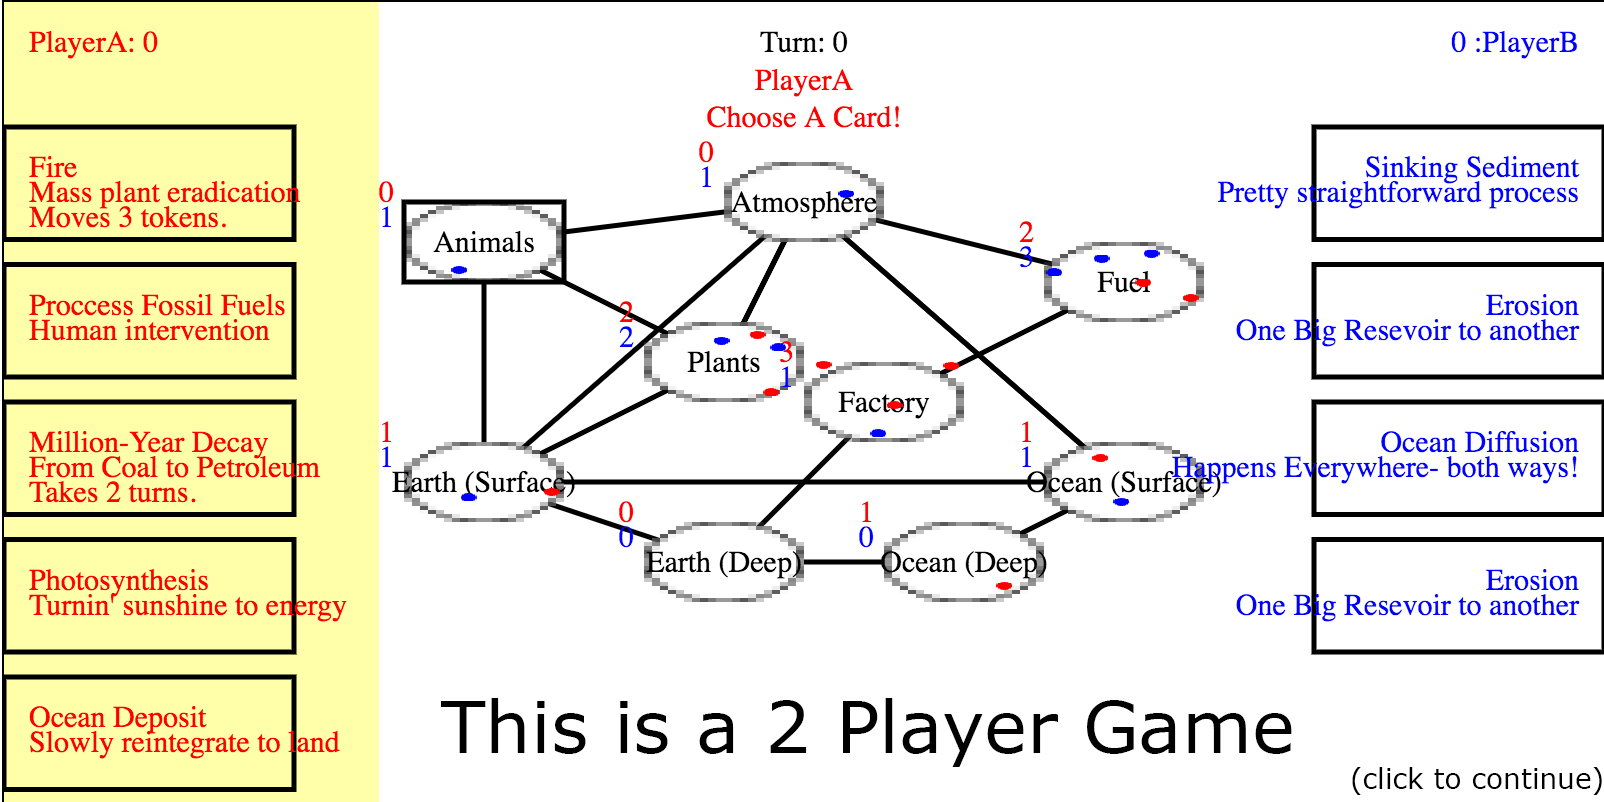 PlayerA: 0
Turn: 0
0 :PlayerB
PlayerA
Choose A Card!
Fire
Mass plant eradication
Moves 3 tokens.
Proccess Fossil Fuels
Human intervention
Million-Year Decay
From Coal to Petroleum
Takes 2 turns.
Photosynthesis
Turnin' sunshine to energy
Ocean Deposit
Slowly reintegrate to land
0
1
Animals
0
1
Atmosphere
2
3
Fuel
2
2
Plants
3
1
Factory
1
1
Earth (Surface)
1
1
Ocean (Surface)
0
0
Earth (Deep)
1
0
Ocean (Deep)
Sinking Sediment
Pretty straightforward process
Erosion
One Big Resevoir to another
Ocean Diffusion
Happens Everywhere- both ways!
Erosion
One Big Resevoir to another
This is a 2 Player Game
(click to continue)